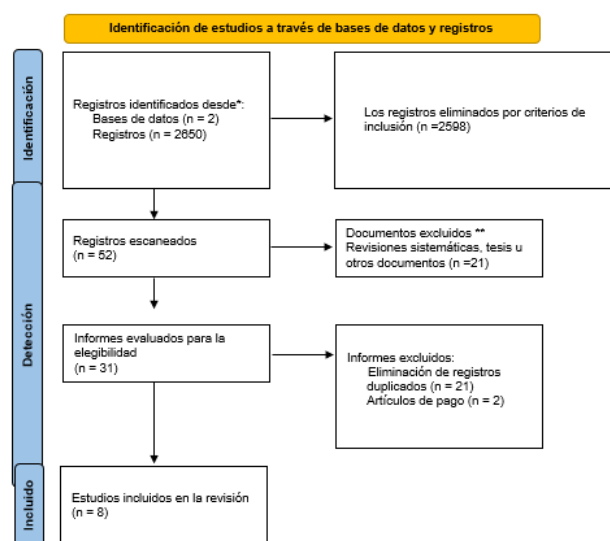 Identificación de estudios a través de bases de datos y registros
Identificación
Registros identificados desde*:
Bases de datos (n = 2)
Registros (n = 2650)
Los registros eliminados por criterios de
inclusión (n =2598)
Detección
Registros escaneados
(n = 52)
Documentos excluidos **
Revisiones sistemáticas, tesis u
otros documentos (n =21)
Informes evaluados para la
elegibilidad
(n = 31)
Informes excluidos:
Eliminación de registros
duplicados (n = 21)
Artículos de pago (n = 2)
Incluido
Estudios incluidos en la revisión
(n = 8)